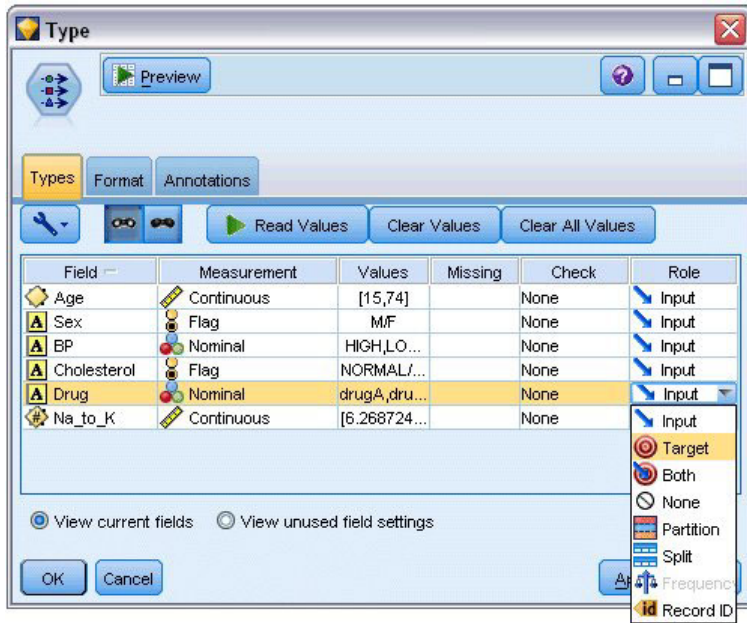 Type
Preview
Types Format Annotations
Read Values Clear Values Clear All Values
Field Measurement Values Missing Check Role
Age Continuous [15,74] None Input
A Sex Flag M/F None Input
A BP Nominal HIGH,LO... None Input
A Cholesterol Flag NORMAL/... None Input
A Drug Nominal drugA,dru... None Input
# Na_to_K Continuous [6.268724... None
Input
Target
Both
None
Partition
Split
Frequency
id Record ID
View current fields View unused field settings
OK Cancel